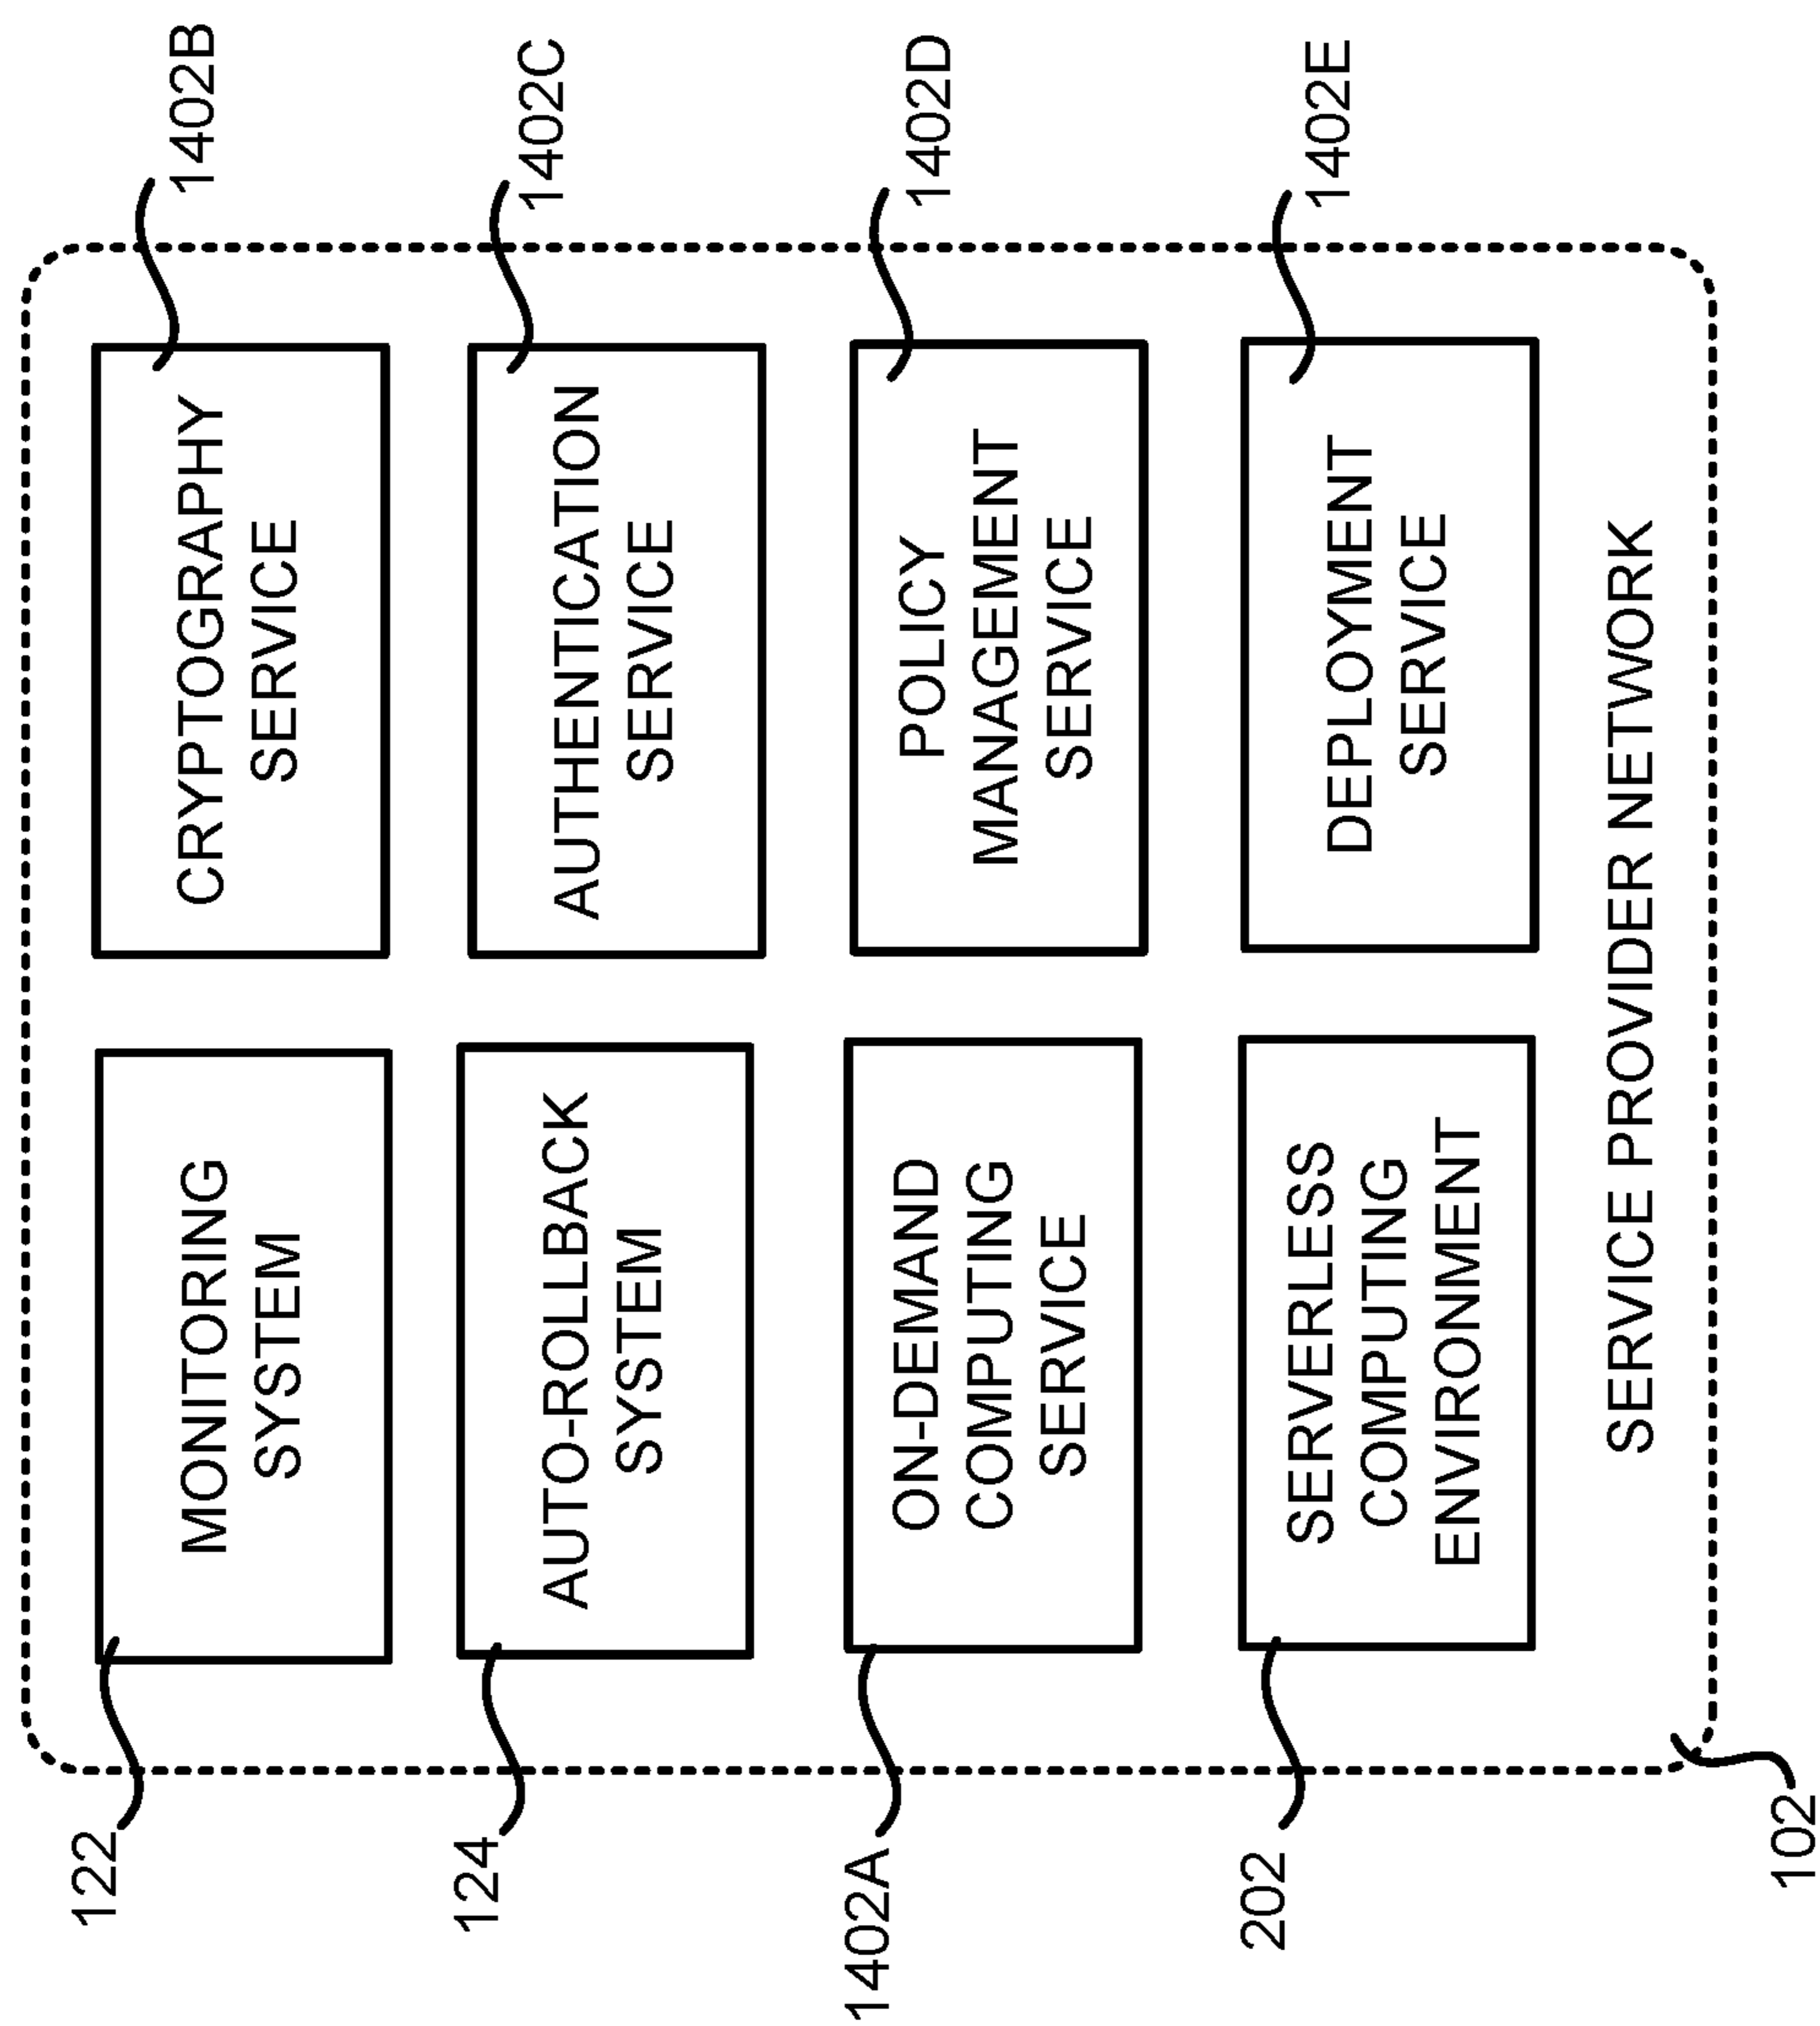 122
MONITORING
SYSTEM
CRYPTOGRAPHY
SERVICE
1402B
124
AUTO-ROLLBACK
SYSTEM
AUTHENTICATION
SERVICE
1402C
1402A
ON-DEMAND
COMPUTING
SERVICE
POLICY
MANAGEMENT
SERVICE
1402D
202
SERVERLESS
COMPUTING
ENVIRONMENT
DEPLOYMENT
SERVICE
1402E
SERVICE PROVIDER NETWORK
102